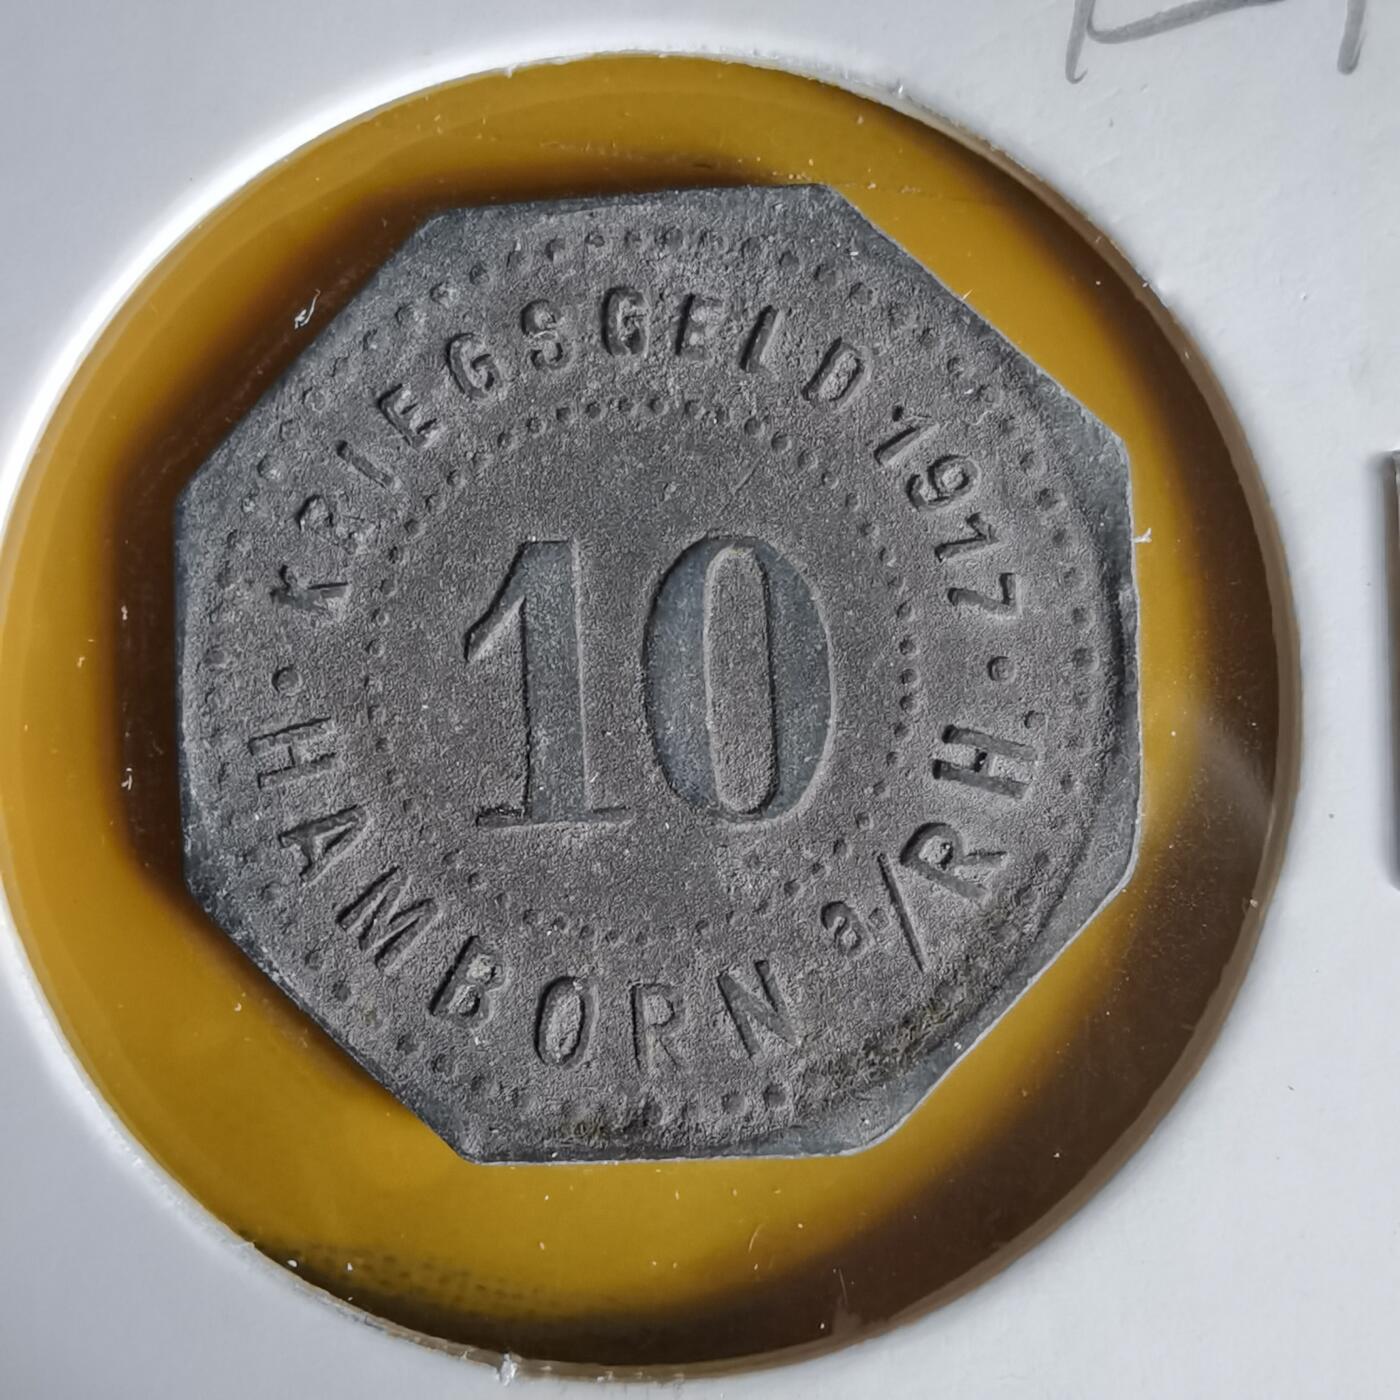 KRIEGSGELD 1917
10
HAMBORN a/RH.